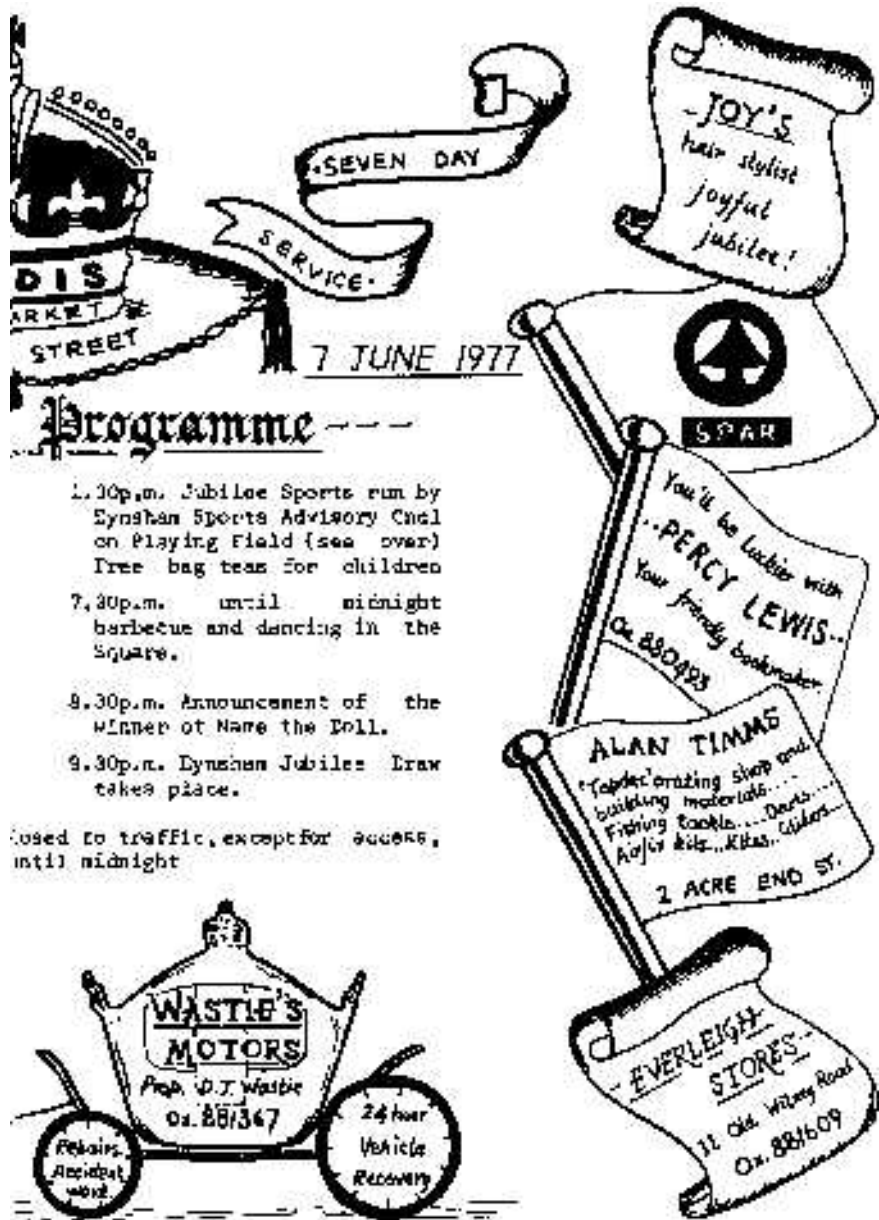 SEVEN DAY
SERVICE
DIS
ARKET
STREET
7 JUNE 1977
Programme
1.30p.m. Jubilee Sports run by
Eynsham Sports Advisory Cncl
on Playing Field (see over)
Free bag teas for children
7.30p.m. until midnight
barbecue and dancing in the
Square.
8.30p.m. Announcement of the
winner of Name the Doll.
9.30p.m. Eynsham Jubilee Draw
takes place.
losed to traffic, except for access,
until midnight
WASTIE'S
MOTORS
Prop. D.J. Wastie
Ox. 881367
Repairs
Accident
work
24 hour
Vehicle
Recovery
JOY'S
hair stylist
joyful
jubilee!
SPAR
You'll be luckier with
PERCY LEWIS
Your friendly bookmaker
Ox. 880493
ALAN TIMMS
'Topdec'orating shop and
building materials....
Fishing tackle....Darts...
Airfix kits...Kites...Gliders...
2 ACRE END ST.
EVERLEIGH
STORES
Old Witney Road
Ox. 881609